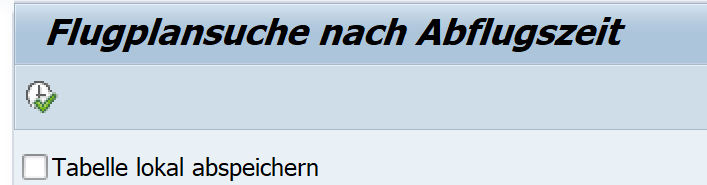 Flugplansuche nach Abflugszeit
Tabelle lokal abspeichern